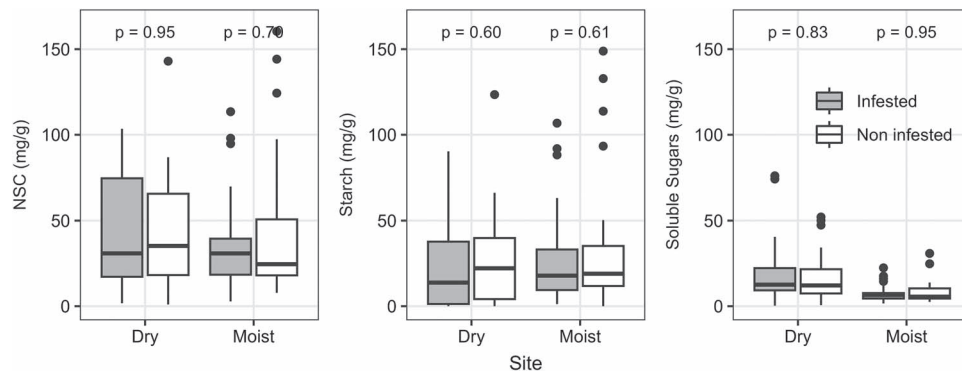 NSC (mg/g)
150
100
50
0
p = 0.95
p = 0.70
Dry
Moist
Starch (mg/g)
150
100
50
0
p = 0.60
p = 0.61
Dry
Moist
Site
Soluble Sugars (mg/g)
150
100
50
0
p = 0.83
p = 0.95
Infested
Non infested
Dry
Moist